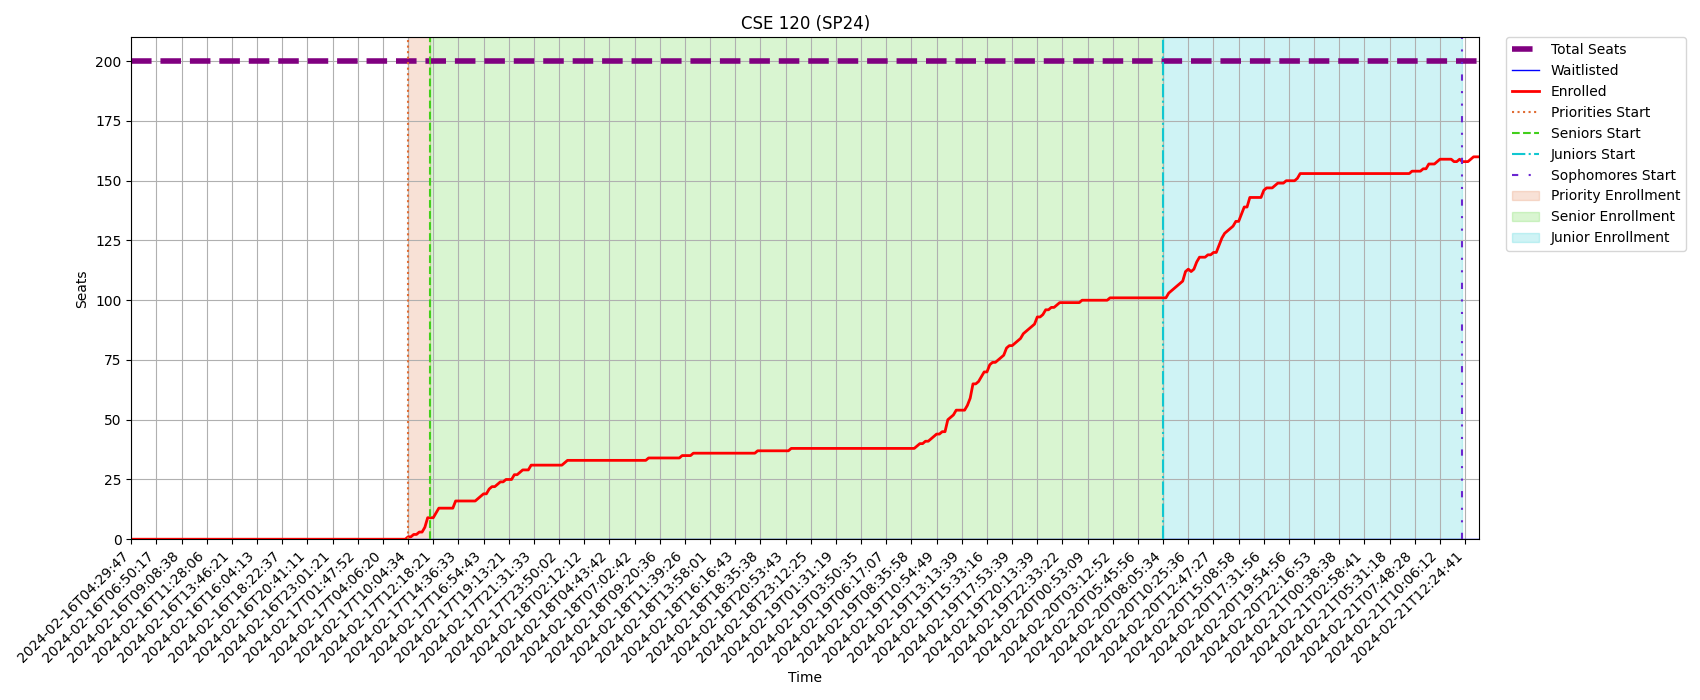 CSE 120 (SP24)
Seats
200
175
150
125
100
75
50
25
0
2024-02-16T04:29:47
2024-02-16T06:50:17
2024-02-16T09:08:38
2024-02-16T11:28:06
2024-02-16T13:46:21
2024-02-16T16:04:13
2024-02-16T18:22:37
2024-02-16T20:41:11
2024-02-16T23:01:21
2024-02-17T01:47:52
2024-02-17T04:06:20
2024-02-17T10:04:34
2024-02-17T12:18:21
2024-02-17T14:36:33
2024-02-17T16:54:43
2024-02-17T19:13:21
2024-02-17T21:31:33
2024-02-17T23:50:02
2024-02-18T02:12:12
2024-02-18T04:43:42
2024-02-18T07:02:42
2024-02-18T09:20:36
2024-02-18T11:39:26
2024-02-18T13:58:01
2024-02-18T16:16:43
2024-02-18T18:35:38
2024-02-18T20:53:43
2024-02-18T23:12:25
2024-02-19T01:31:19
2024-02-19T03:50:35
2024-02-19T06:17:07
2024-02-19T08:35:58
2024-02-19T10:54:49
2024-02-19T13:13:39
2024-02-19T15:33:16
2024-02-19T17:53:39
2024-02-19T20:13:39
2024-02-19T22:33:22
2024-02-20T00:53:09
2024-02-20T03:12:52
2024-02-20T05:45:56
2024-02-20T08:05:34
2024-02-20T10:25:36
2024-02-20T12:47:27
2024-02-20T15:08:58
2024-02-20T17:31:56
2024-02-20T19:54:56
2024-02-20T22:16:53
2024-02-21T00:38:38
2024-02-21T02:58:41
2024-02-21T05:31:18
2024-02-21T07:48:28
2024-02-21T10:06:12
2024-02-21T12:24:41
Time
Total Seats
Waitlisted
Enrolled
Priorities Start
Seniors Start
Juniors Start
Sophomores Start
Priority Enrollment
Senior Enrollment
Junior Enrollment